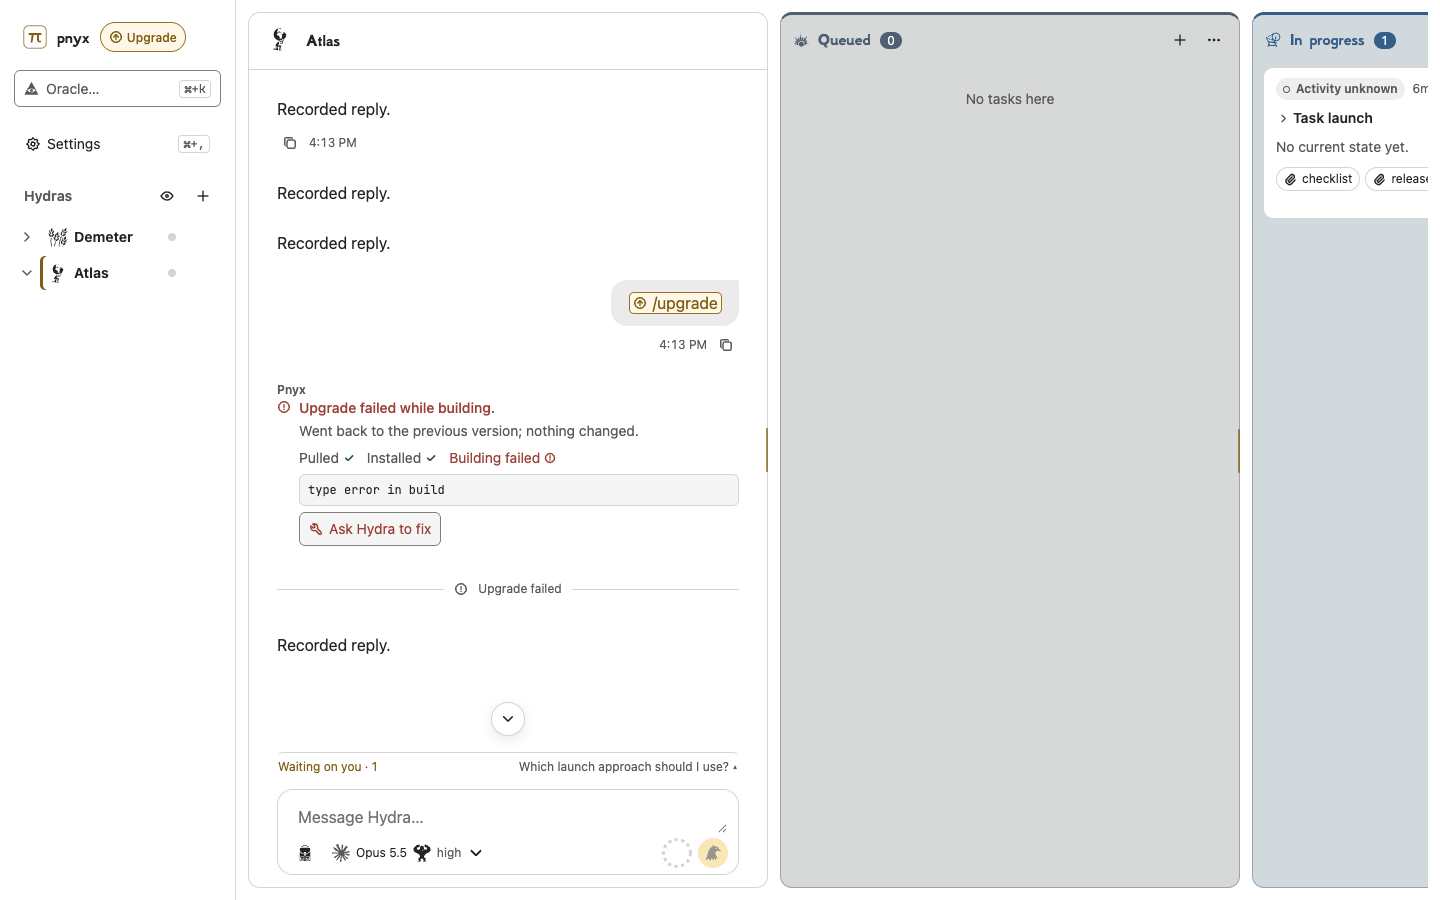 pnyx
Upgrade
Oracle...
⌘+K
Settings
⌘+,
Hydras
Demeter
Atlas
Atlas
Recorded reply.
4:13 PM
Recorded reply.
Recorded reply.
/upgrade
4:13 PM
Pnyx
Upgrade failed while building.
Went back to the previous version; nothing changed.
Pulled Installed Building failed
type error in build
Ask Hydra to fix
Upgrade failed
Recorded reply.
Waiting on you · 1
Which launch approach should I use?
Message Hydra...
Opus 5.5 high
Queued 0
No tasks here
In progress 1
Activity unknown 6m
Task launch
No current state yet.
checklist release